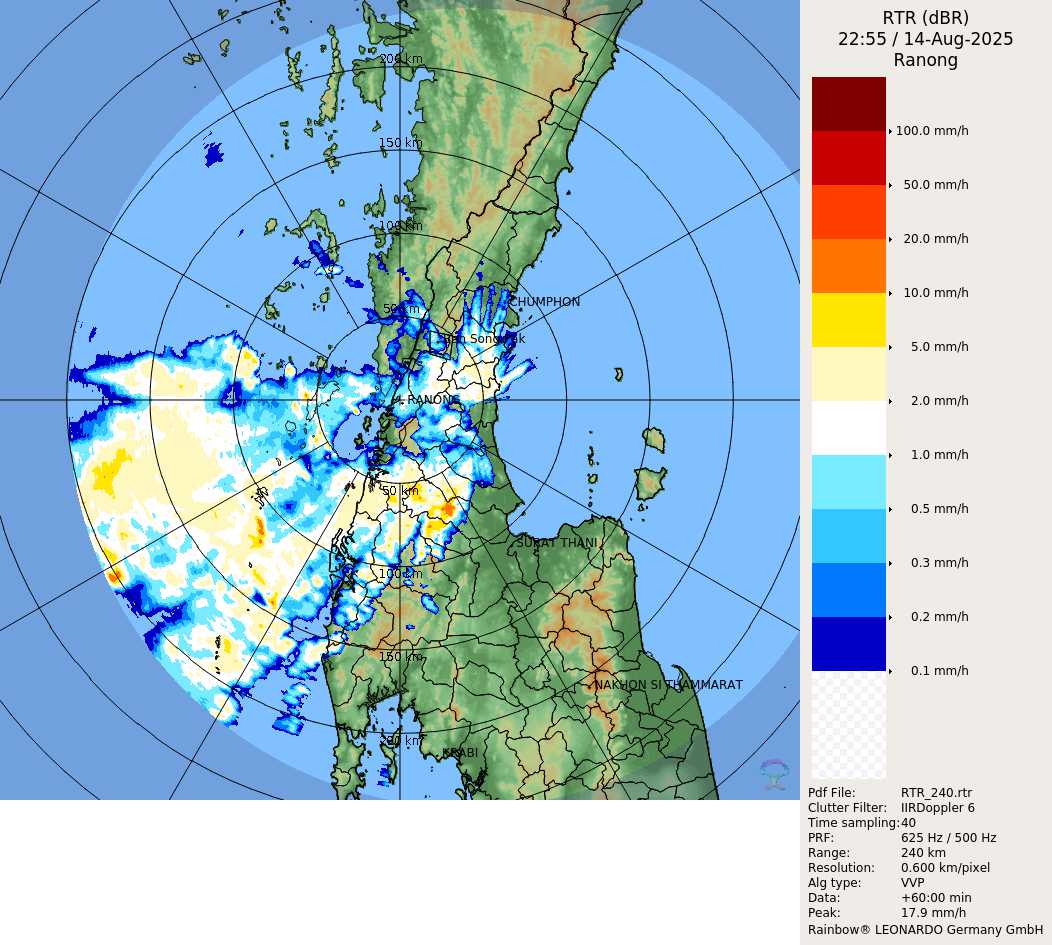 RTR (dBR)
22:55 / 14-Aug-2025
Ranong
100.0 mm/h
50.0 mm/h
20.0 mm/h
10.0 mm/h
5.0 mm/h
2.0 mm/h
1.0 mm/h
0.5 mm/h
0.3 mm/h
0.2 mm/h
0.1 mm/h
Pdf File: RTR_240.rtr
Clutter Filter: IIRDoppler 6
Time sampling: 40
PRF: 625 Hz / 500 Hz
Range: 240 km
Resolution: 0.600 km/pixel
Alg type: VVP
Data: +60:00 min
Peak: 17.9 mm/h
Rainbow® LEONARDO Germany GmbH
200 km
150 km
100 km
50 km
CHUMPHON
RANONG
50 km
SURAT THANI
100 km
150 km
NAKHON SI THAMMARAT
200 km
KRABI